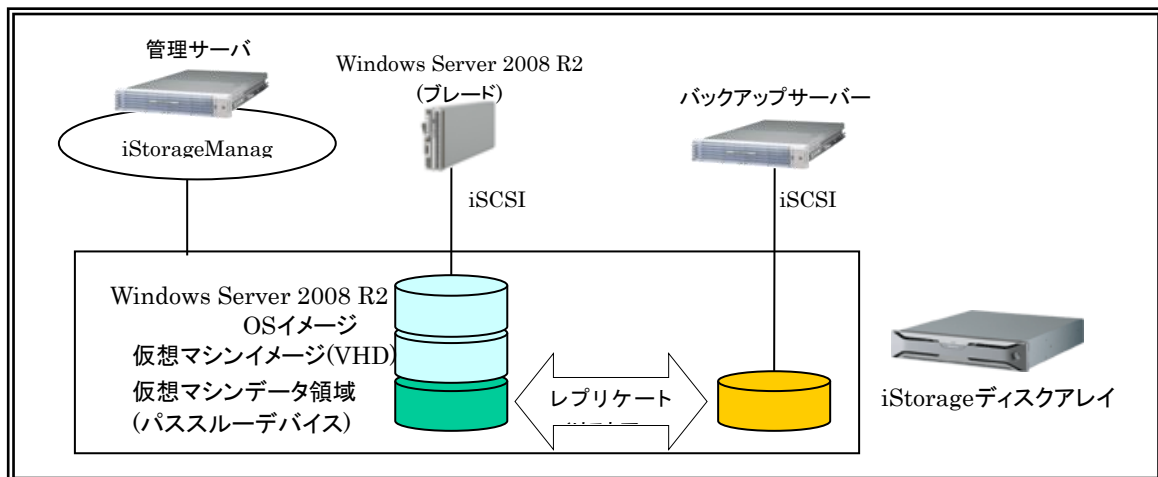 管理サーバ
iStorageManag
Windows Server 2008 R2
(ブレード)
バックアップサーバー
iSCSI
iSCSI
Windows Server 2008 R2
OSイメージ
仮想マシンイメージ(VHD)
仮想マシンデータ領域
(パススルーデバイス)
レプリケート
iStorageディスクアレイ